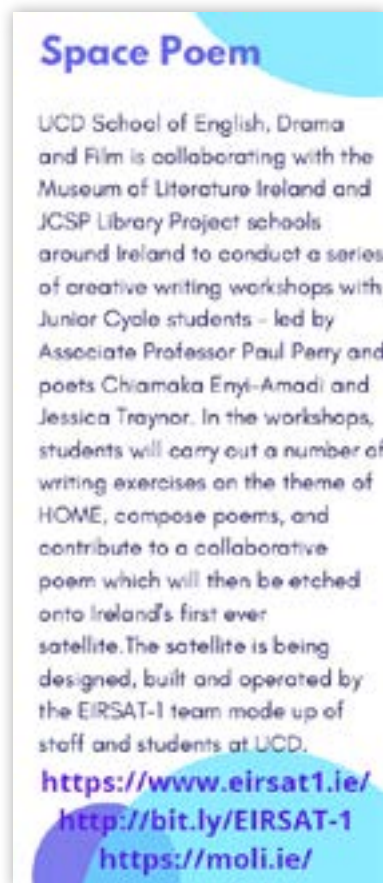 Space Poem
UCD School of English, Drama
and Film is collaborating with the
Museum of Literature Ireland and
JCSP Library Project schools
around Ireland to conduct a series
of creative writing workshops with
Junior Cycle students - led by
Associate Professor Paul Perry and
poets Chiamaka Enyi-Amadi and
Jessica Traynor. In the workshops,
students will carry out a number of
writing exercises on the theme of
HOME, compose poems, and
contribute to a collaborative
poem which will then be etched
onto Ireland's first ever
satellite.The satellite is being
designed, built and operated by
the EIRSAT-1 team made up of
staff and students at UCD.
https://www.eirsat1.ie/
http://bit.ly/EIRSAT-1
https://moli.ie/